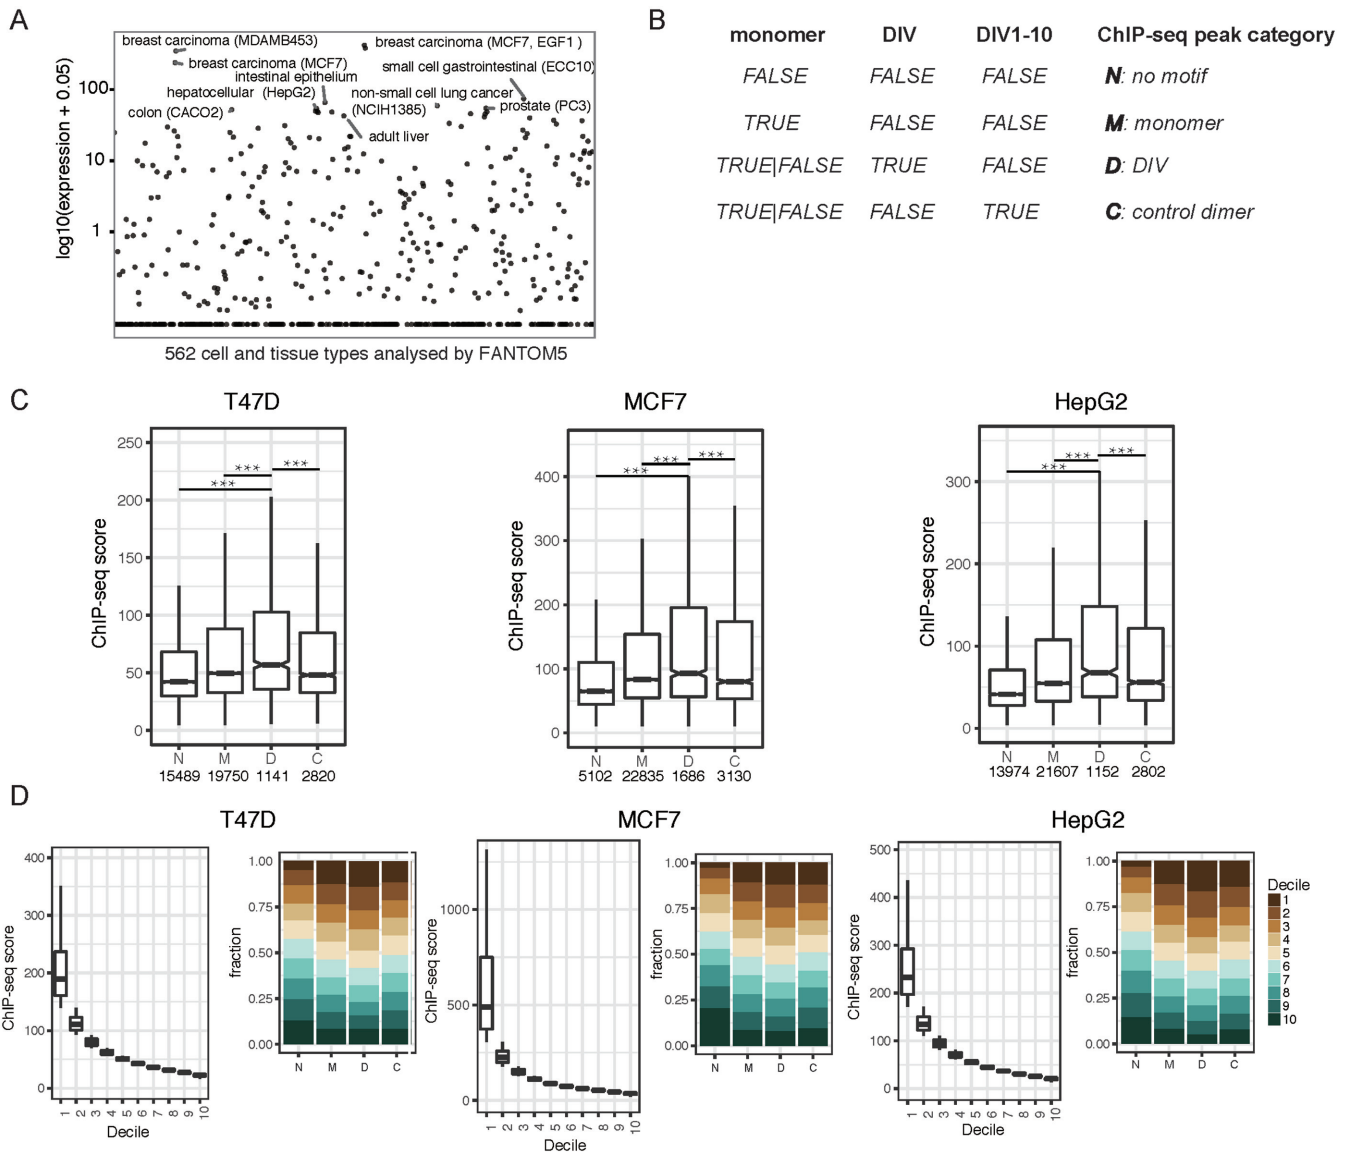 A
breast carcinoma (MDAMB453)
breast carcinoma (MCF7, EGF1 )
breast carcinoma (MCF7)
small cell gastrointestinal (ECC10)
intestinal epithelium
hepatocellular (HepG2)
non-small cell lung cancer
(NCIH1385)
prostate (PC3)
colon (CACO2)
adult liver
log10(expression + 0.05)
100
10
1
562 cell and tissue types analysed by FANTOM5
B
monomer DIV DIV1-10 ChIP-seq peak category
FALSE FALSE FALSE N: no motif
TRUE FALSE FALSE M: monomer
TRUE|FALSE TRUE FALSE D: DIV
TRUE|FALSE FALSE TRUE C: control dimer
C
T47D
ChIP-seq score
250
200
150
100
50
0
***
***
***
N M D C
15489 19750 1141 2820
MCF7
ChIP-seq score
400
300
200
100
0
***
***
***
N M D C
5102 22835 1686 3130
HepG2
ChIP-seq score
300
200
100
0
***
***
***
N M D C
13974 21607 1152 2802
D
T47D
ChIP-seq score
400
300
200
100
0
1 2 3 4 5 6 7 8 9 10
Decile
fraction
1.00
0.75
0.50
0.25
0.00
N M D C
MCF7
ChIP-seq score
1000
500
0
1 2 3 4 5 6 7 8 9 10
Decile
fraction
1.00
0.75
0.50
0.25
0.00
N M D C
HepG2
ChIP-seq score
500
400
300
200
100
0
1 2 3 4 5 6 7 8 9 10
Decile
fraction
1.00
0.75
0.50
0.25
0.00
N M D C
Decile
1
2
3
4
5
6
7
8
9
10